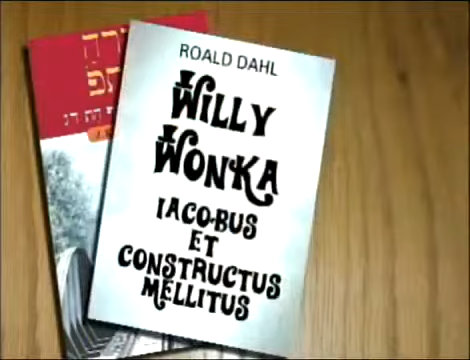 ROALD DAHL
WILLY
WONKA
IACOBUS
ET
CONSTRUCTUS
MELLITUS